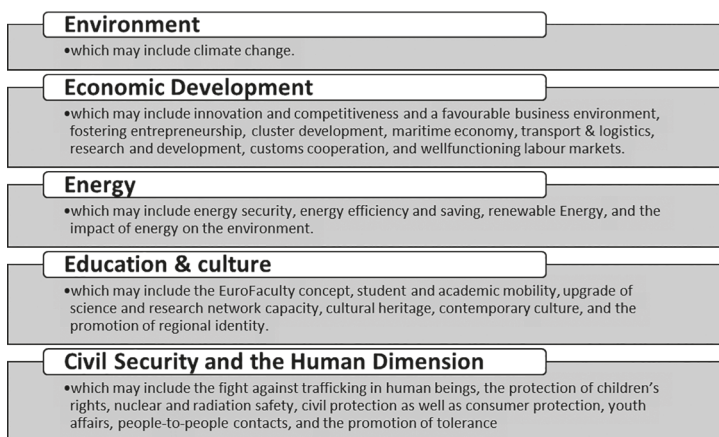 Environment
•which may include climate change.
Economic Development
•which may include innovation and competitiveness and a favourable business environment,
fostering entrepreneurship, cluster development, maritime economy, transport & logistics,
research and development, customs cooperation, and wellfunctioning labour markets.
Energy
•which may include energy security, energy efficiency and saving, renewable Energy, and the
impact of energy on the environment.
Education & culture
•which may include the EuroFaculty concept, student and academic mobility, upgrade of
science and research network capacity, cultural heritage, contemporary culture, and the
promotion of regional identity.
Civil Security and the Human Dimension
•which may include the fight against trafficking in human beings, the protection of children's
rights, nuclear and radiation safety, civil protection as well as consumer protection, youth
affairs, people-to-people contacts, and the promotion of tolerance